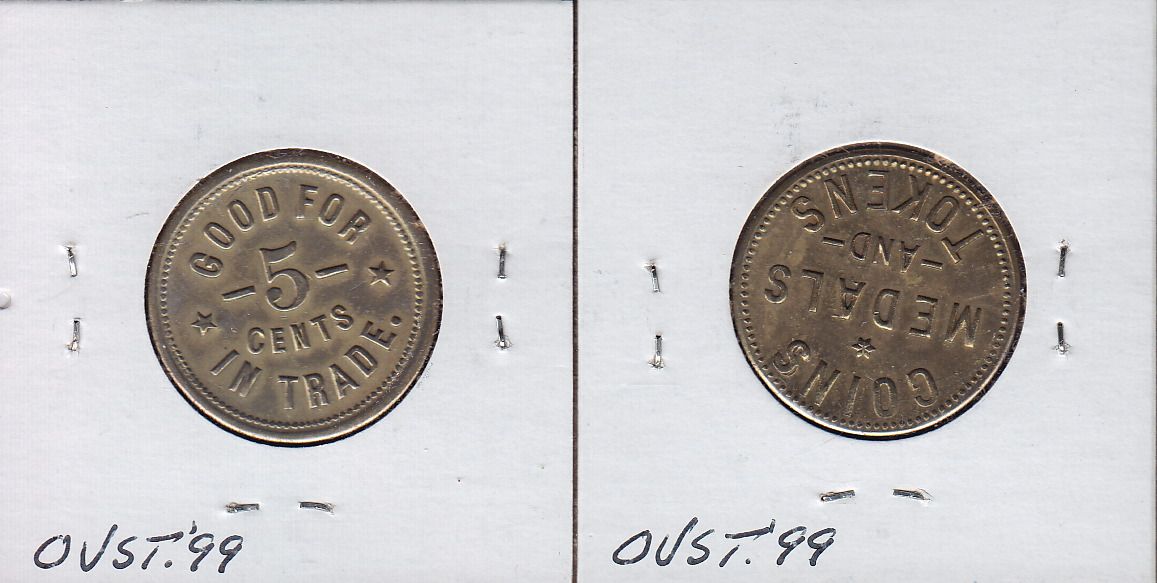 GOOD FOR
-5-
CENTS
IN TRADE.
OVST.'99
COINS
MEDALS
-AND-
TOKENS
OVST.'99